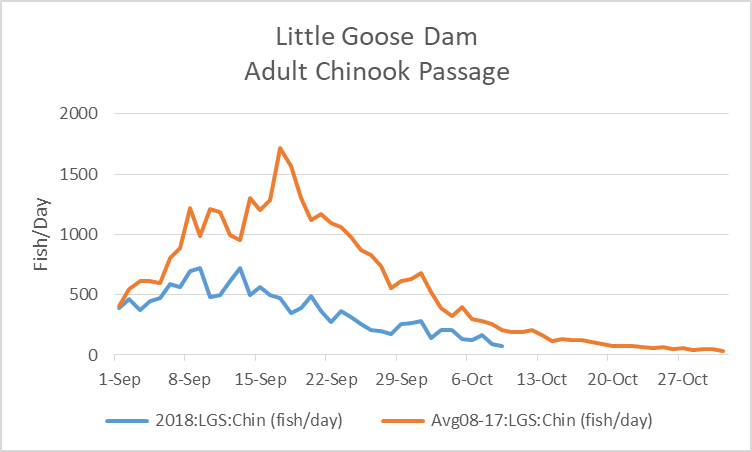 Little Goose Dam
Adult Chinook Passage
Fish/Day
2000
1500
1000
500
0
1-Sep 8-Sep 15-Sep 22-Sep 29-Sep 6-Oct 13-Oct 20-Oct 27-Oct
2018:LGS:Chin (fish/day) Avg08-17:LGS:Chin (fish/day)